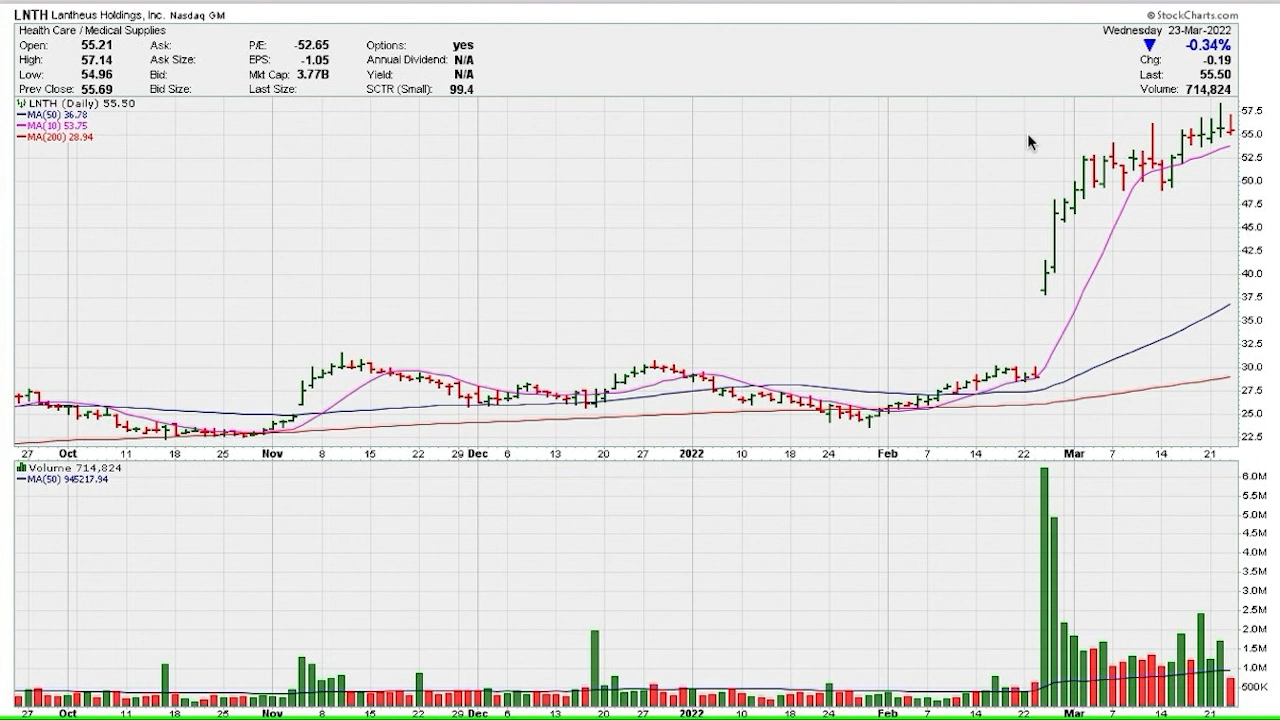 LNTH Lantheus Holdings, Inc. Nasdaq GM
© StockCharts.com
Health Care / Medical Supplies
Wednesday 23-Mar-2022
Open: 55.21 Ask: P/E: -52.65 Options: yes
-0.34%
High: 57.14 Ask Size: EPS: -1.05 Annual Dividend: N/A
Chg: -0.19
Low: 54.96 Bid: Mkt Cap: 3.77B Yield: N/A
Last: 55.50
Prev Close: 55.69 Bid Size: Last Size: SCTR (Small): 99.4
Volume: 714,824
LNTH (Daily) 55.50
MA(50) 36.78
MA(10) 53.75
MA(200) 28.94
57.5
55.0
52.5
50.0
47.5
45.0
42.5
40.0
37.5
35.0
32.5
30.0
27.5
25.0
22.5
27 Oct 11 18 25 Nov 8 15 22 29 Dec 6 13 20 27 2022 10 18 24 Feb 7 14 22 Mar 7 14 21
Volume 714,824
MA(50) 945217.94
6.0M
5.5M
5.0M
4.5M
4.0M
3.5M
3.0M
2.5M
2.0M
1.5M
1.0M
500K
27 Oct 11 18 25 Nov 8 15 22 29 Dec 6 13 20 27 2022 10 18 24 Feb 7 14 22 Mar 7 14 21